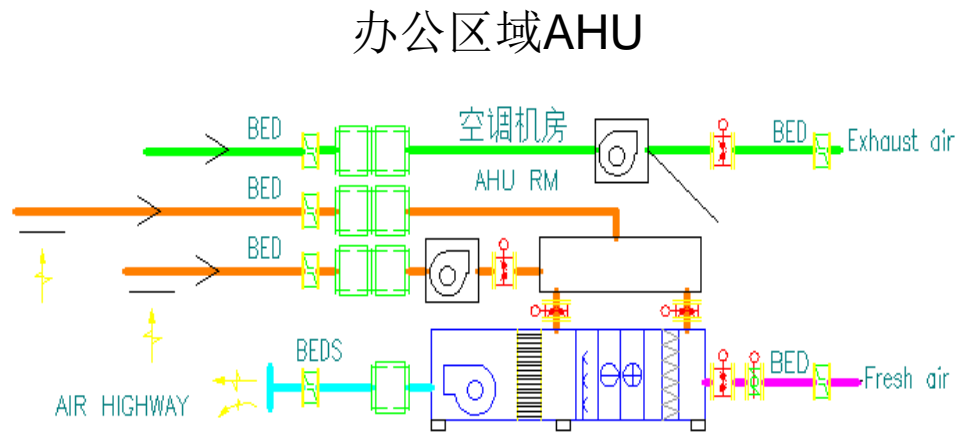 办公区域AHU
BED
空调机房
BED
Exhaust air
BED
AHU RM
BED
BEDS
BED
Fresh air
AIR HIGHWAY